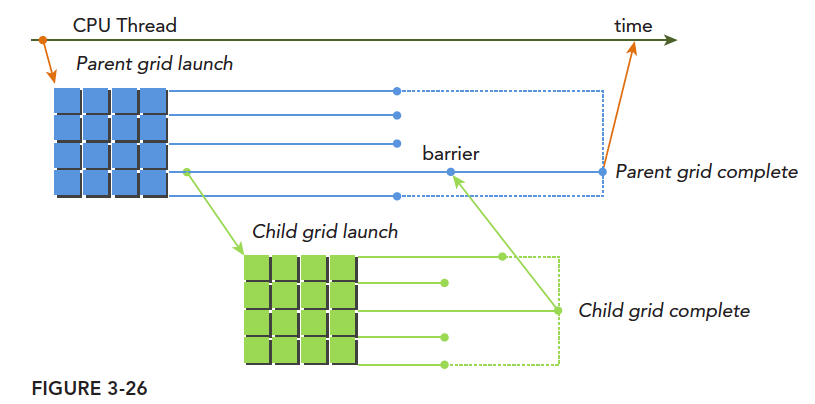 CPU Thread
time
Parent grid launch
barrier
Parent grid complete
Child grid launch
Child grid complete
FIGURE 3-26